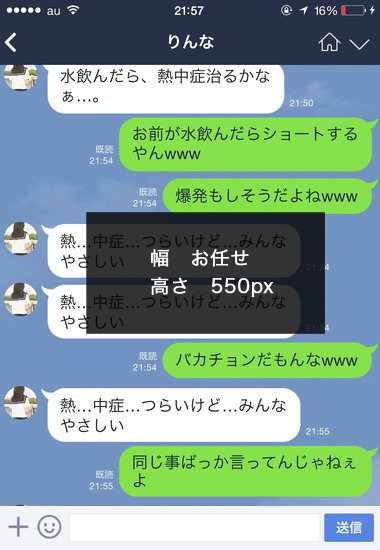 au 21:57 16%
りんな
水飲んだら、熱中症治るかな
ぁ…。
21:50
お前が水飲んだらショートする
やんwww
既読
21:54
既読
21:54
爆発もしそうだよねwww
熱…中症…つらいけど…みんな
やさしい
21:54
幅 お任せ
高さ 550px
熱…中症…つらいけど…みんな
やさしい
21:54
既読
21:54
バカチョンだもんなwww
熱…中症…つらいけど…みんな
やさしい
21:55
既読
21:55
同じ事ばっか言ってんじゃねぇ
よ
送信